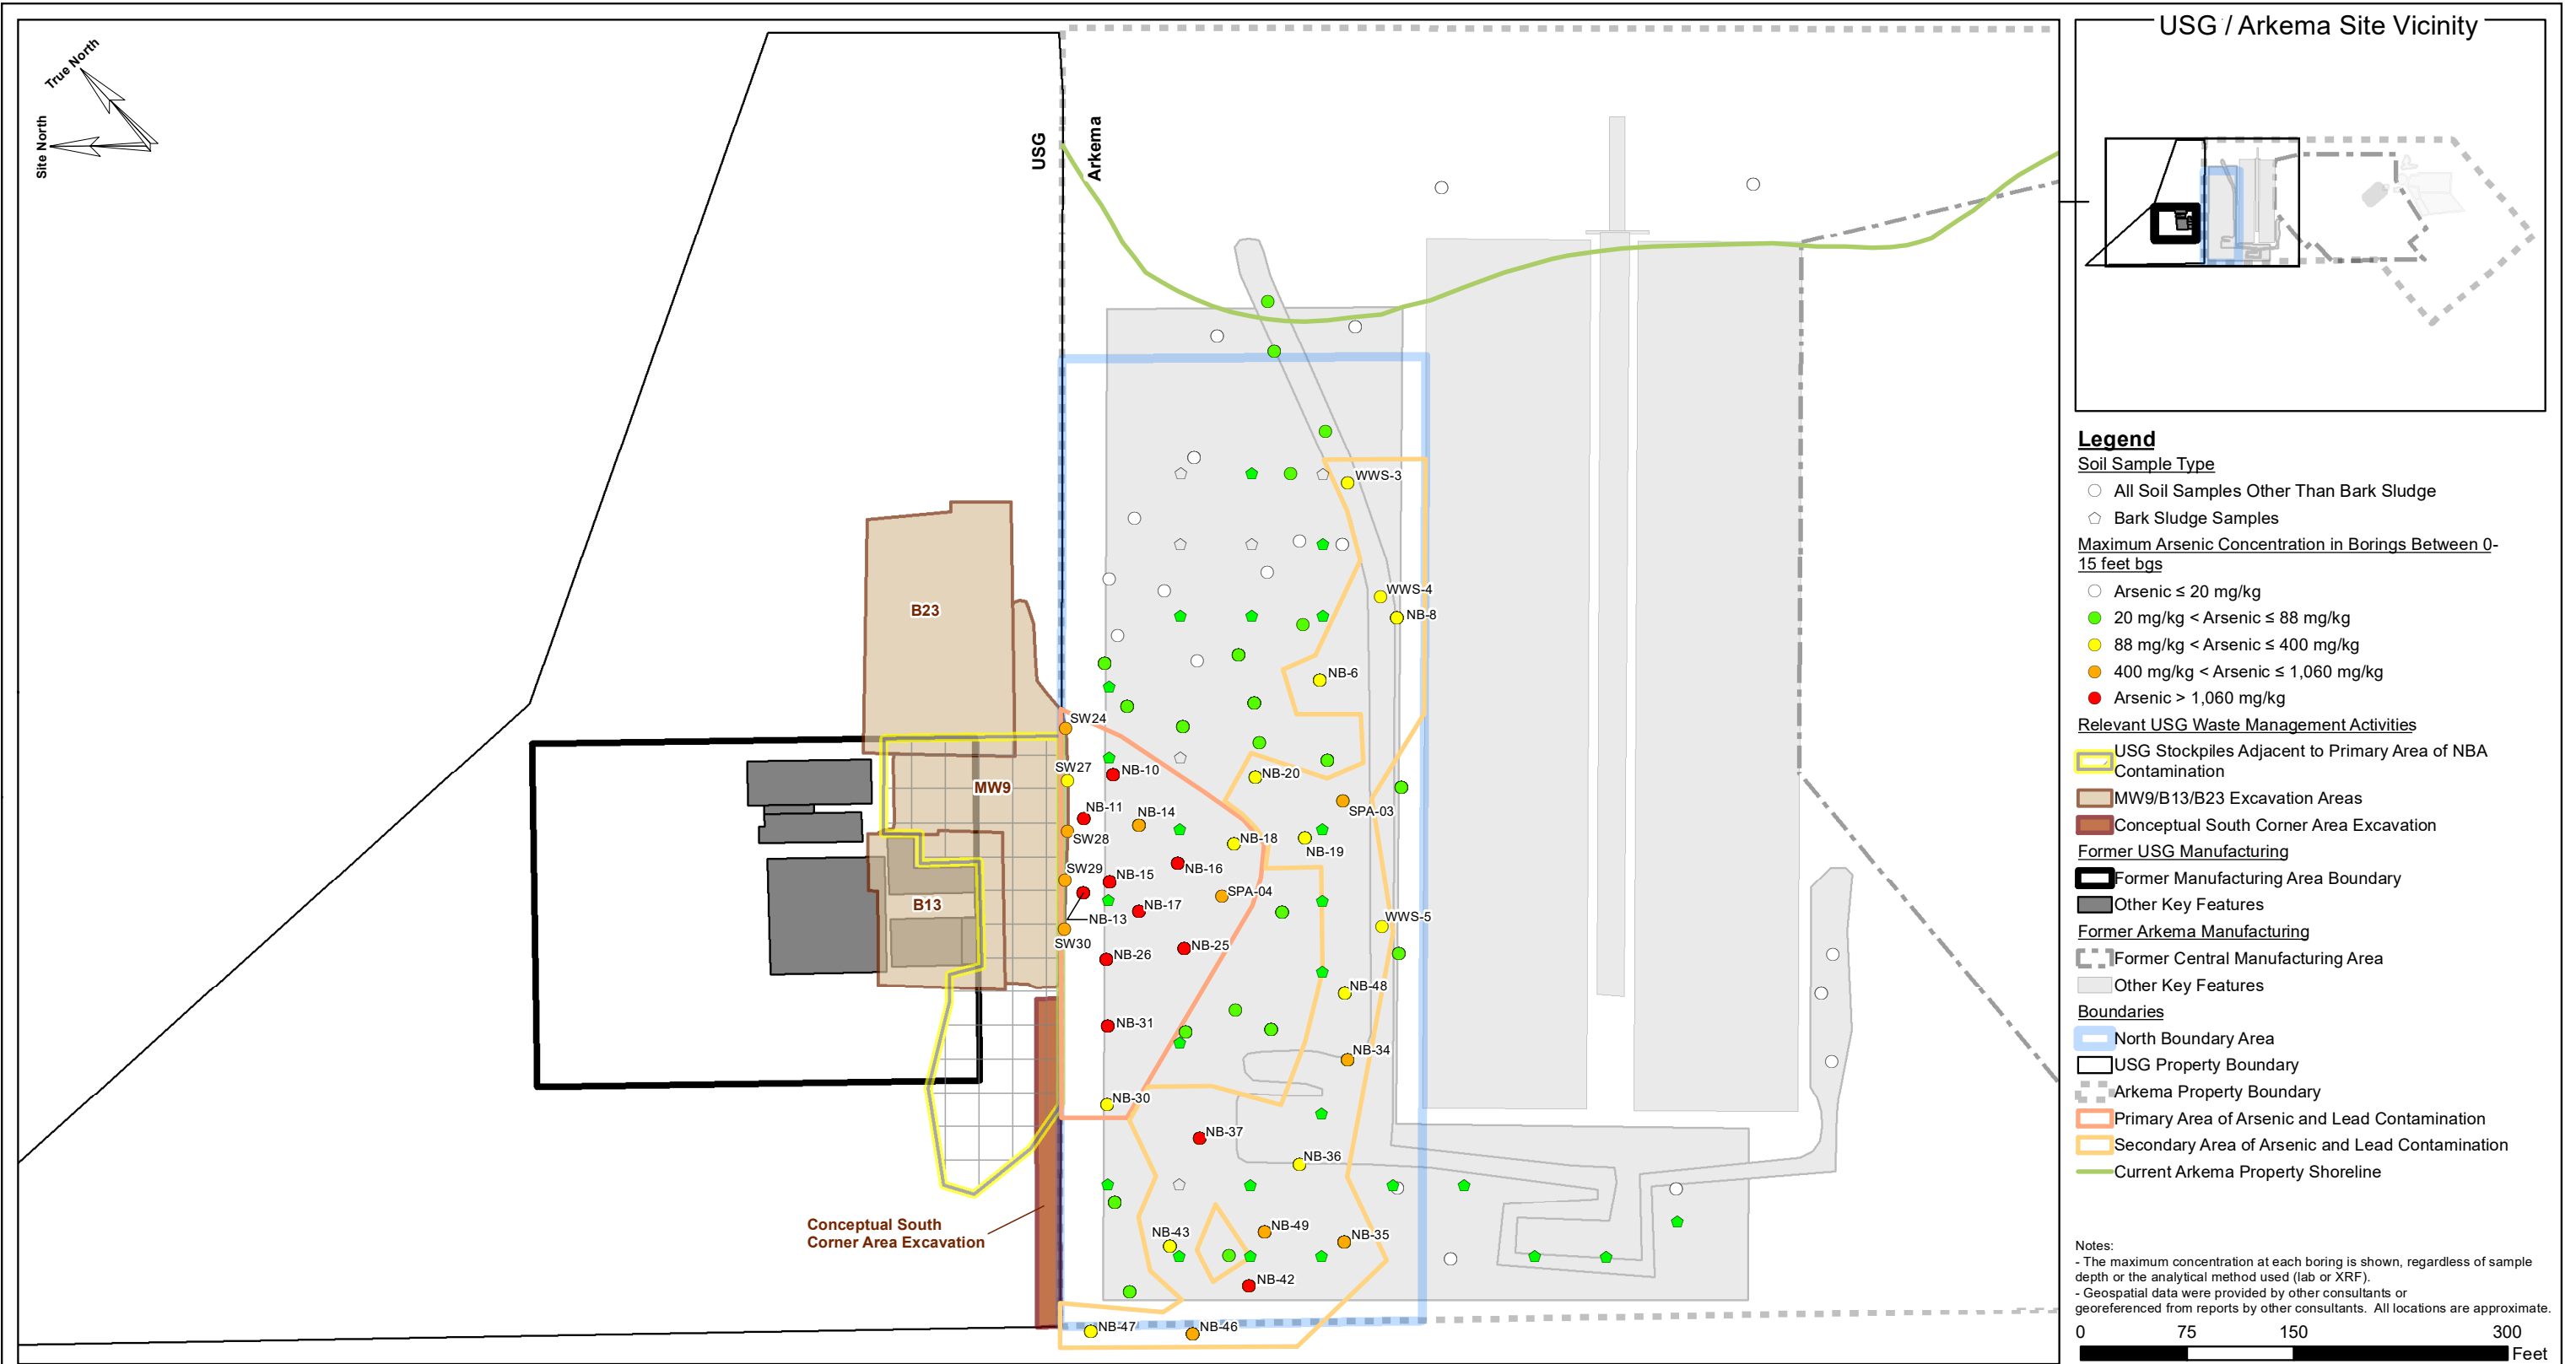 USG / Arkema Site Vicinity
True North
Site North
USG
Arkema
WWS-3
WWS-4
NB-8
B23
NB-6
SW24
SW27
NB-10
NB-20
MW9
NB-11
NB-14
SPA-03
SW28
NB-18
NB-19
SW29
NB-15
NB-16
B13
SPA-04
NB-17
NB-13
WWS-5
SW30
NB-26
NB-25
NB-48
NB-31
NB-34
NB-30
NB-37
NB-36
Conceptual South
Corner Area Excavation
NB-43
NB-49
NB-35
NB-42
NB-47
NB-46
Legend
Soil Sample Type
All Soil Samples Other Than Bark Sludge
Bark Sludge Samples
Maximum Arsenic Concentration in Borings Between 0-
15 feet bgs
Arsenic ≤ 20 mg/kg
20 mg/kg < Arsenic ≤ 88 mg/kg
88 mg/kg < Arsenic ≤ 400 mg/kg
400 mg/kg < Arsenic ≤ 1,060 mg/kg
Arsenic > 1,060 mg/kg
Relevant USG Waste Management Activities
USG Stockpiles Adjacent to Primary Area of NBA
Contamination
MW9/B13/B23 Excavation Areas
Conceptual South Corner Area Excavation
Former USG Manufacturing
Former Manufacturing Area Boundary
Other Key Features
Former Arkema Manufacturing
Former Central Manufacturing Area
Other Key Features
Boundaries
North Boundary Area
USG Property Boundary
Arkema Property Boundary
Primary Area of Arsenic and Lead Contamination
Secondary Area of Arsenic and Lead Contamination
Current Arkema Property Shoreline
Notes:
- The maximum concentration at each boring is shown, regardless of sample
depth or the analytical method used (lab or XRF).
- Geospatial data were provided by other consultants or
georeferenced from reports by other consultants. All locations are approximate.
0 75 150 300
Feet